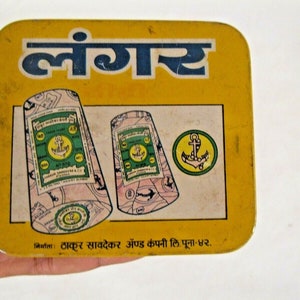 लंगर
निर्माता: ठाकूर सावदेकर अॅण्ड कंपनी लि. पूना-४२.